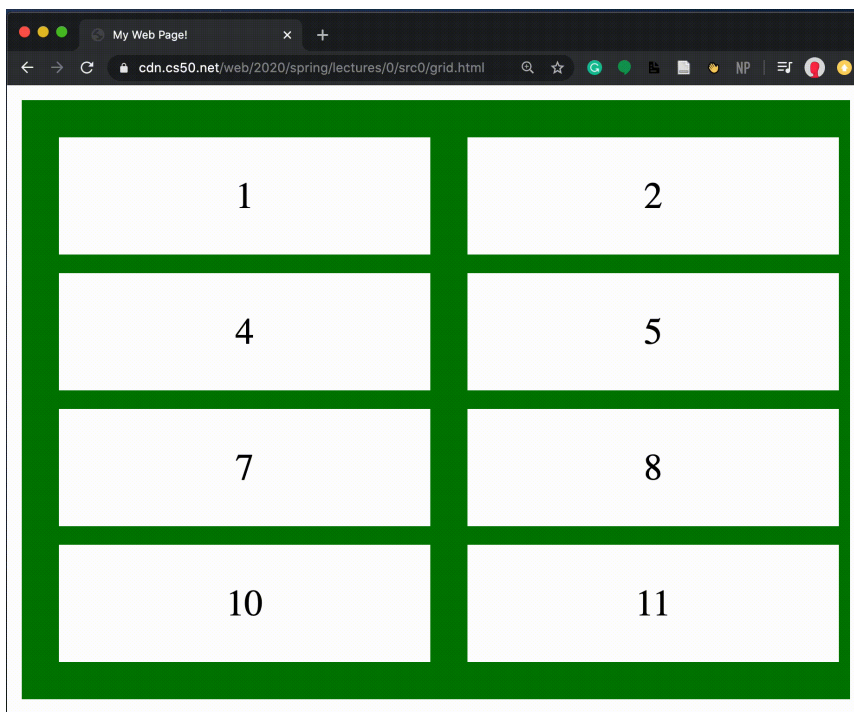 My Web Page!
cdn.cs50.net/web/2020/spring/lectures/0/src0/grid.html
NP
1 2
4 5
7 8
10 11